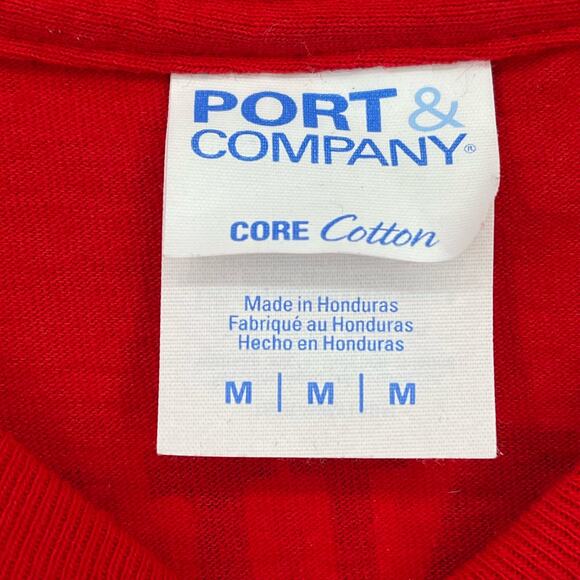 PORT &
COMPANY®
CORE Cotton
Made in Honduras
Fabriqué au Honduras
Hecho en Honduras
M | M | M